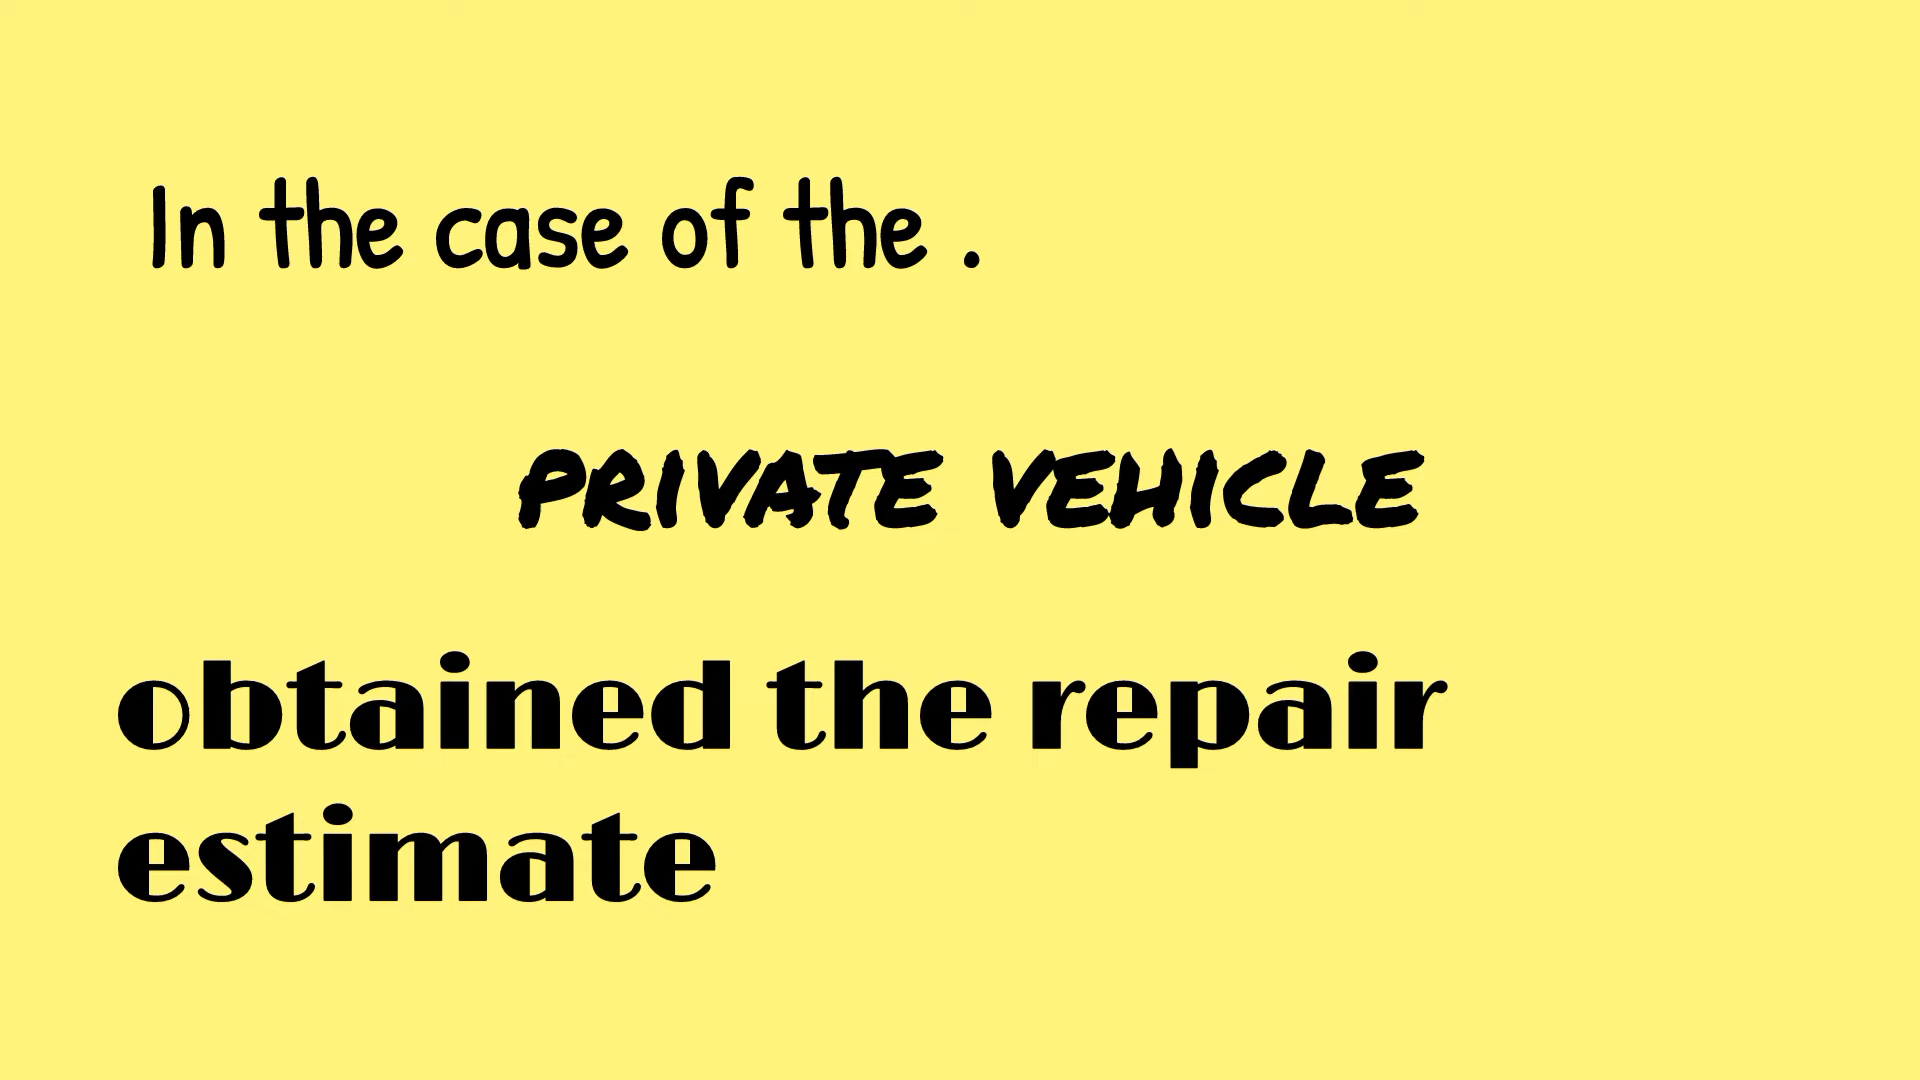 In the case of the .
PRIVATE VEHICLE
obtained the repair
estimate